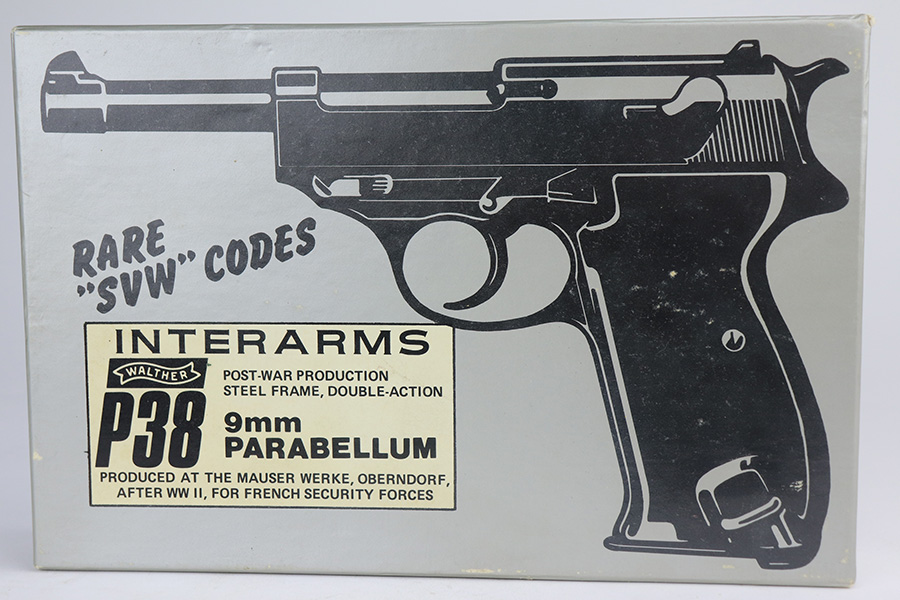 RARE
"SVW" CODES
INTERARMS
WALTHER
P38
POST-WAR PRODUCTION
STEEL FRAME, DOUBLE-ACTION
9mm
PARABELLUM
PRODUCED AT THE MAUSER WERKE, OBERNDORF,
AFTER WW II, FOR FRENCH SECURITY FORCES